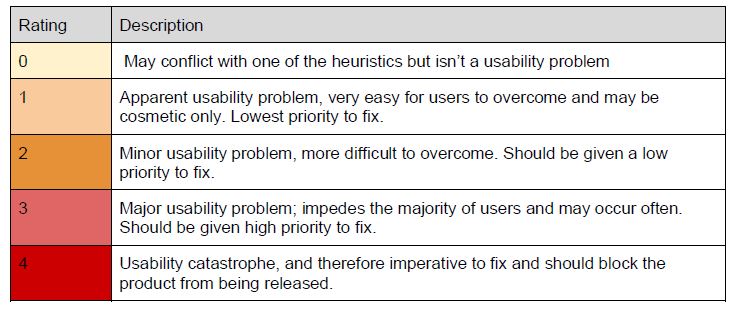 Rating Description
0 May conflict with one of the heuristics but isn’t a usability problem
1 Apparent usability problem, very easy for users to overcome and may be
cosmetic only. Lowest priority to fix.
2 Minor usability problem, more difficult to overcome. Should be given a low
priority to fix.
3 Major usability problem; impedes the majority of users and may occur often.
Should be given high priority to fix.
4 Usability catastrophe, and therefore imperative to fix and should block the
product from being released.